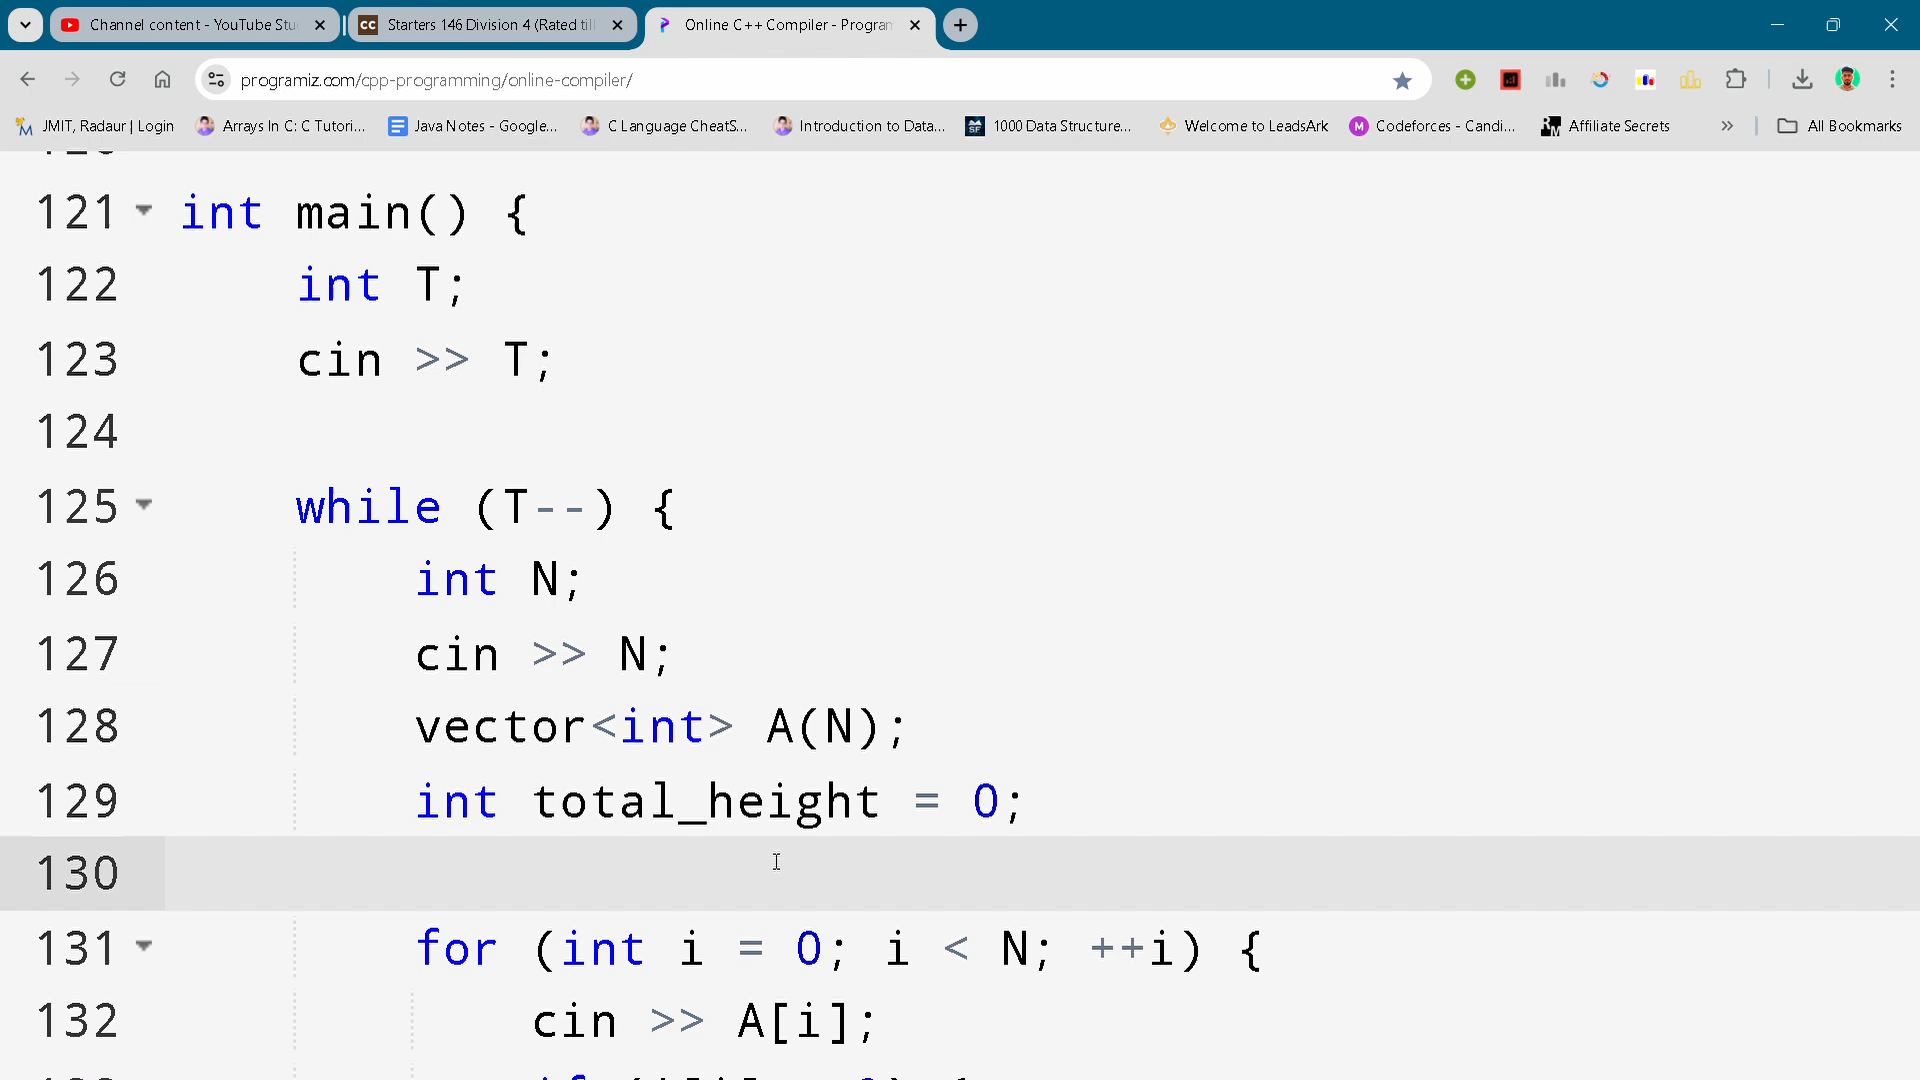 Channel content - YouTube Stu
Starters 146 Division 4 (Rated till
Online C++ Compiler - Program
programiz.com/cpp-programming/online-compiler/
JMIT, Radaur | Login
Arrays In C: C Tutori...
Java Notes - Google...
C Language CheatS...
Introduction to Data...
1000 Data Structure...
Welcome to LeadsArk
Codeforces - Candi...
Affiliate Secrets
All Bookmarks
121 int main() {
122 int T;
123 cin >> T;
124
125 while (T--) {
126 int N;
127 cin >> N;
128 vector<int> A(N);
129 int total_height = 0;
130
131 for (int i = 0; i < N; ++i) {
132 cin >> A[i];